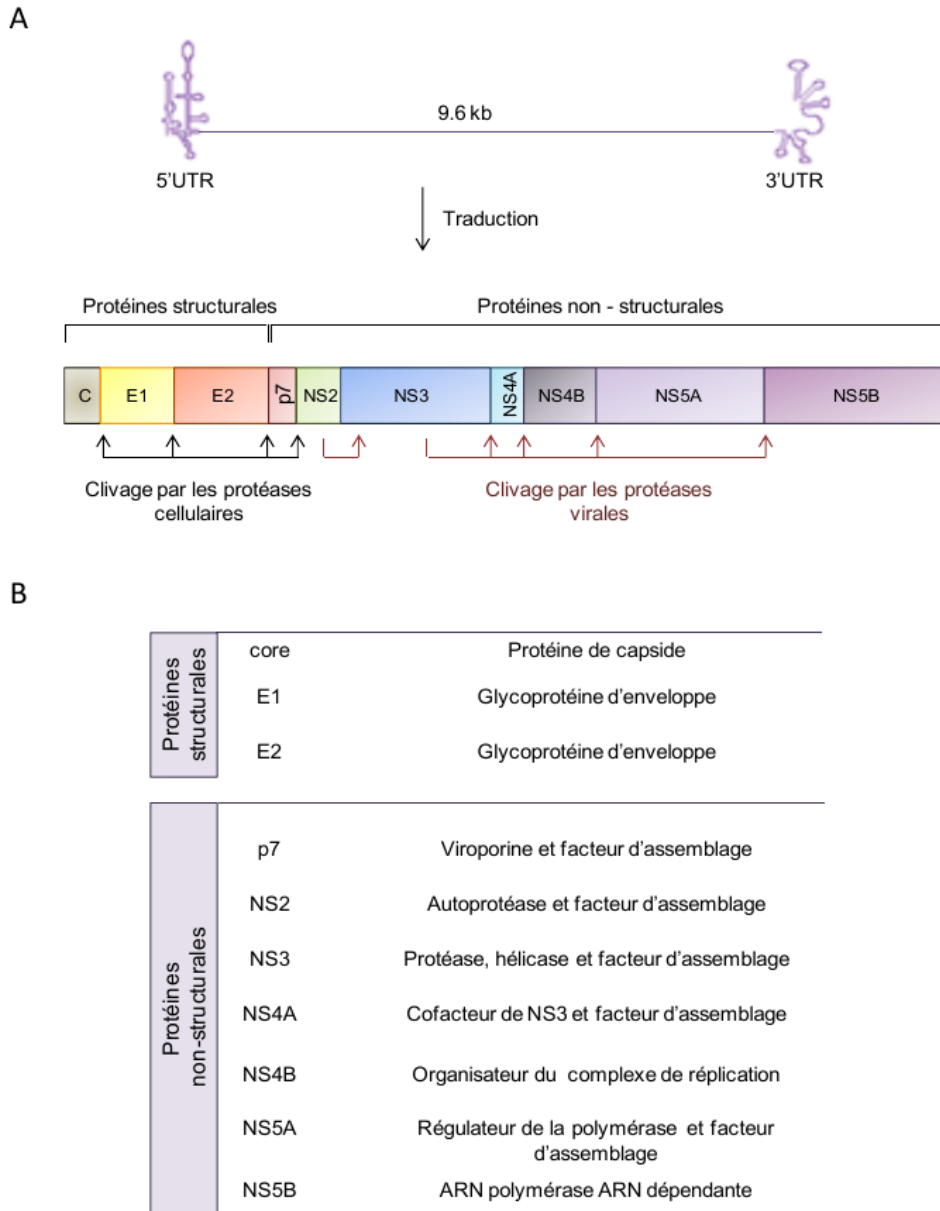 A
9.6 kb
5'UTR
3'UTR
Traduction
Protéines structurales
Protéines non - structurales
C
E1
E2
p7
NS2
NS3
NS4A
NS4B
NS5A
NS5B
Clivage par les protéases
cellulaires
Clivage par les protéases
virales
B
Protéines
structurales
core
Protéine de capside
E1
Glycoprotéine d'enveloppe
E2
Glycoprotéine d'enveloppe
Protéines
non-structurales
p7
Viroporine et facteur d'assemblage
NS2
Autoprotéase et facteur d'assemblage
NS3
Protéase, hélicase et facteur d'assemblage
NS4A
Cofacteur de NS3 et facteur d'assemblage
NS4B
Organisateur du complexe de réplication
NS5A
Régulateur de la polymérase et facteur
d'assemblage
NS5B
ARN polymérase ARN dépendante